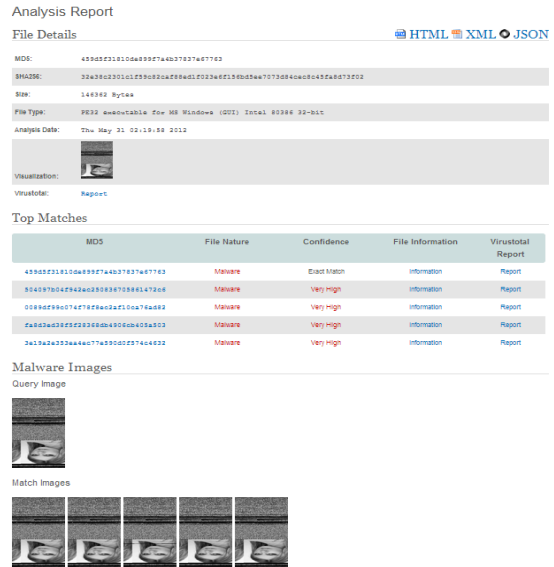 Analysis Report
File Details
HTML XML JSON
MD5: 459d5f31810de899f7a4b37837e67763
SHA256: 32e38c2301c1f59c82caf88ed1f023e6f156bd5ee7073d84cec8c45fa8d73f02
Size: 146362 Bytes
File Type: PE32 executable for MS Windows (GUI) Intel 80386 32-bit
Analysis Date: Thu May 31 02:19:58 2012
Visualization:
Virustotal: Report
Top Matches
MD5 File Nature Confidence File Information Virustotal Report
459d5f31810de899f7a4b37837e67763 Malware Exact Match Information Report
Malware Very High Information Report
Malware Very High Information Report
Malware Very High Information Report
Malware Very High Information Report
Malware Images
Query Image
Match Images